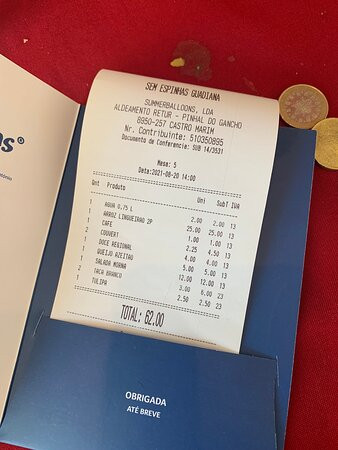 SEM ESPINHAS GUADIANA
SUMMERBALLOONS, LDA
ALDEAMENTO RETUR - PINHAL DO GANCHO
8950-257 CASTRO MARIM
Nr. Contribuinte: 510350895
Documento de Conferencia: SUB 14/3531
Mesa: 5
Data:2021-08-20 14:00
Qnt Produto Uni SubT IVA
1 AGUA 0.75 L 2.00 2.00 13
1 ARROZ LINGUEIRAO 2P 25.00 25.00 13
1 CAFE 1.00 1.00 13
2 COUVERT 2.25 4.50 13
1 DOCE REGIONAL 4.00 4.00 13
1 QUEIJO AZEITAO 5.00 5.00 13
1 SALADA MORNA 12.00 12.00 13
2 TACA BRANCO 3.00 6.00 23
1 TULIPA 2.50 2.50 23
TOTAL: 62.00
OBRIGADA
ATÉ BREVE